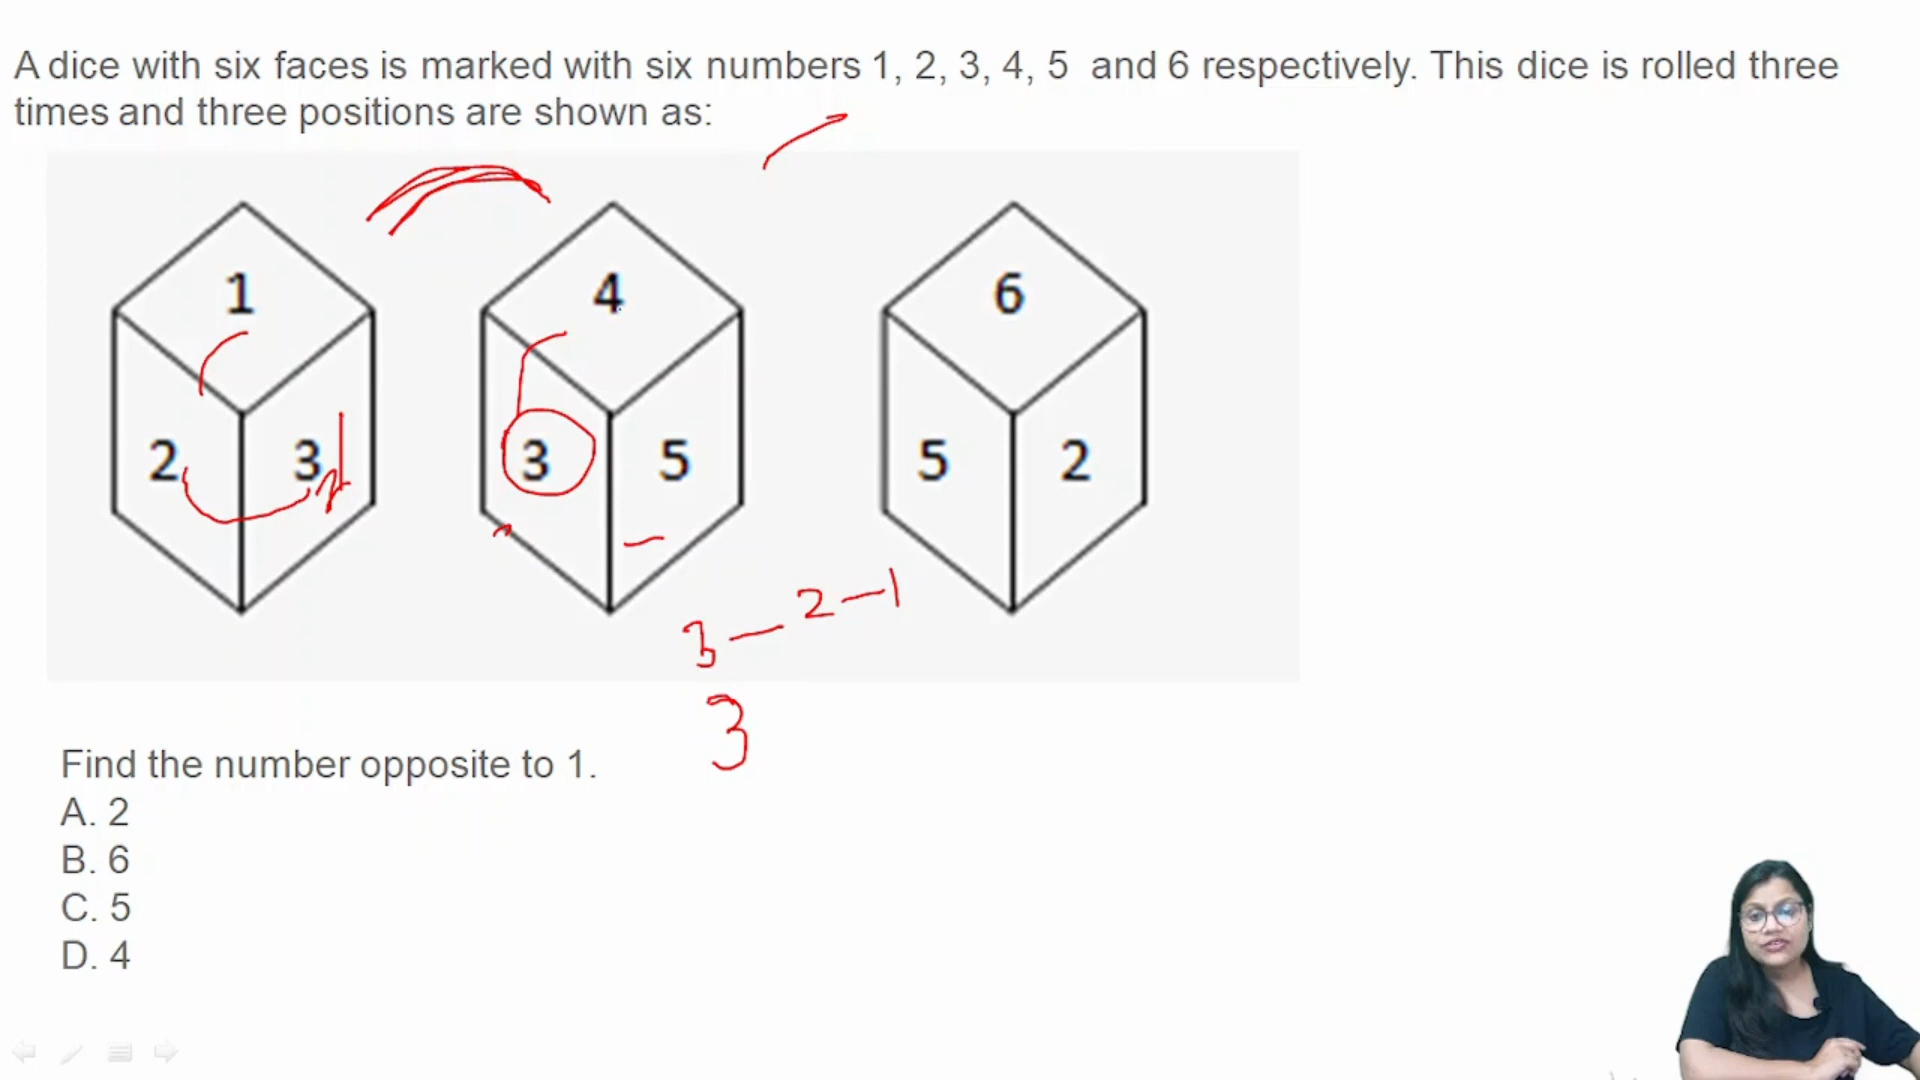 A dice with six faces is marked with six numbers 1, 2, 3, 4, 5 and 6 respectively. This dice is rolled three
times and three positions are shown as:
1 4 6
2 3 3 5 5 2
3 — 2 — 1
3
Find the number opposite to 1.
A. 2
B. 6
C. 5
D. 4